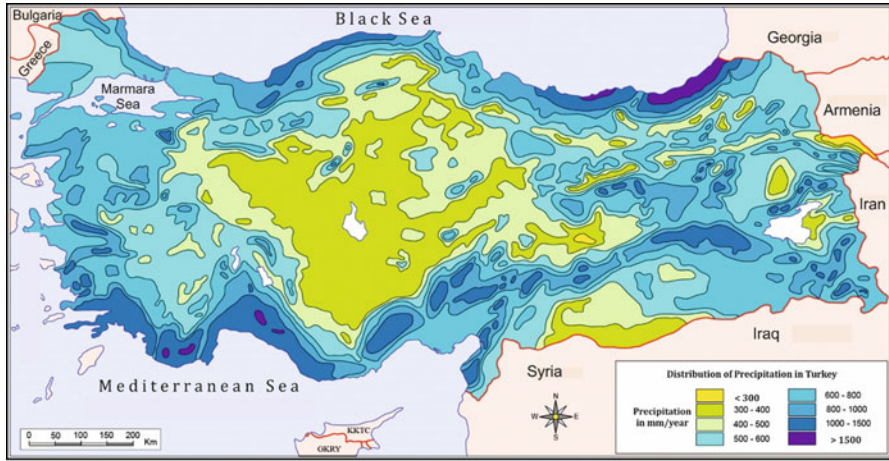 Bulgaria
Black Sea
Georgia
Greece
Marmara
Sea
Armenia
Iran
Iraq
Syria
Mediterranean Sea
KKTC
GKRY
0 50 100 150 200
Km
N
W E
S
Distribution of Precipitation in Turkey
Precipitation
in mm/year
< 300
300 - 400
400 - 500
500 - 600
600 - 800
800 - 1000
1000 - 1500
> 1500